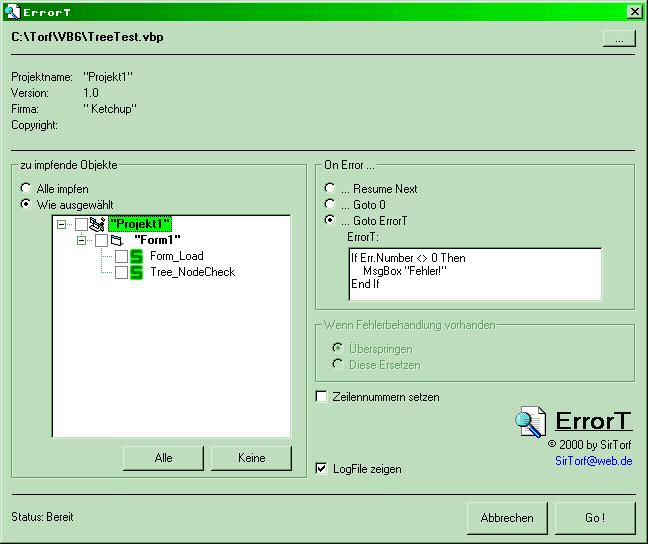 ErrorT
C:\Torf\VB6\TreeTest.vbp
...
Projektname: "Projekt1"
Version: 1.0
Firma: " Ketchup"
Copyright:
zu impfende Objekte
Alle impfen
Wie ausgewählt
"Projekt1"
"Form1"
S Form_Load
S Tree_NodeCheck
Alle
Keine
On Error ...
... Resume Next
... Goto 0
... Goto ErrorT
ErrorT:
If Err.Number <> 0 Then
MsgBox "Fehler!"
End If
Wenn Fehlerbehandlung vorhanden
Überspringen
Diese Ersetzen
Zeilennummern setzen
LogFile zeigen
ErrorT
© 2000 by SirTorf
SirTorf@web.de
Status: Bereit
Abbrechen
Go !